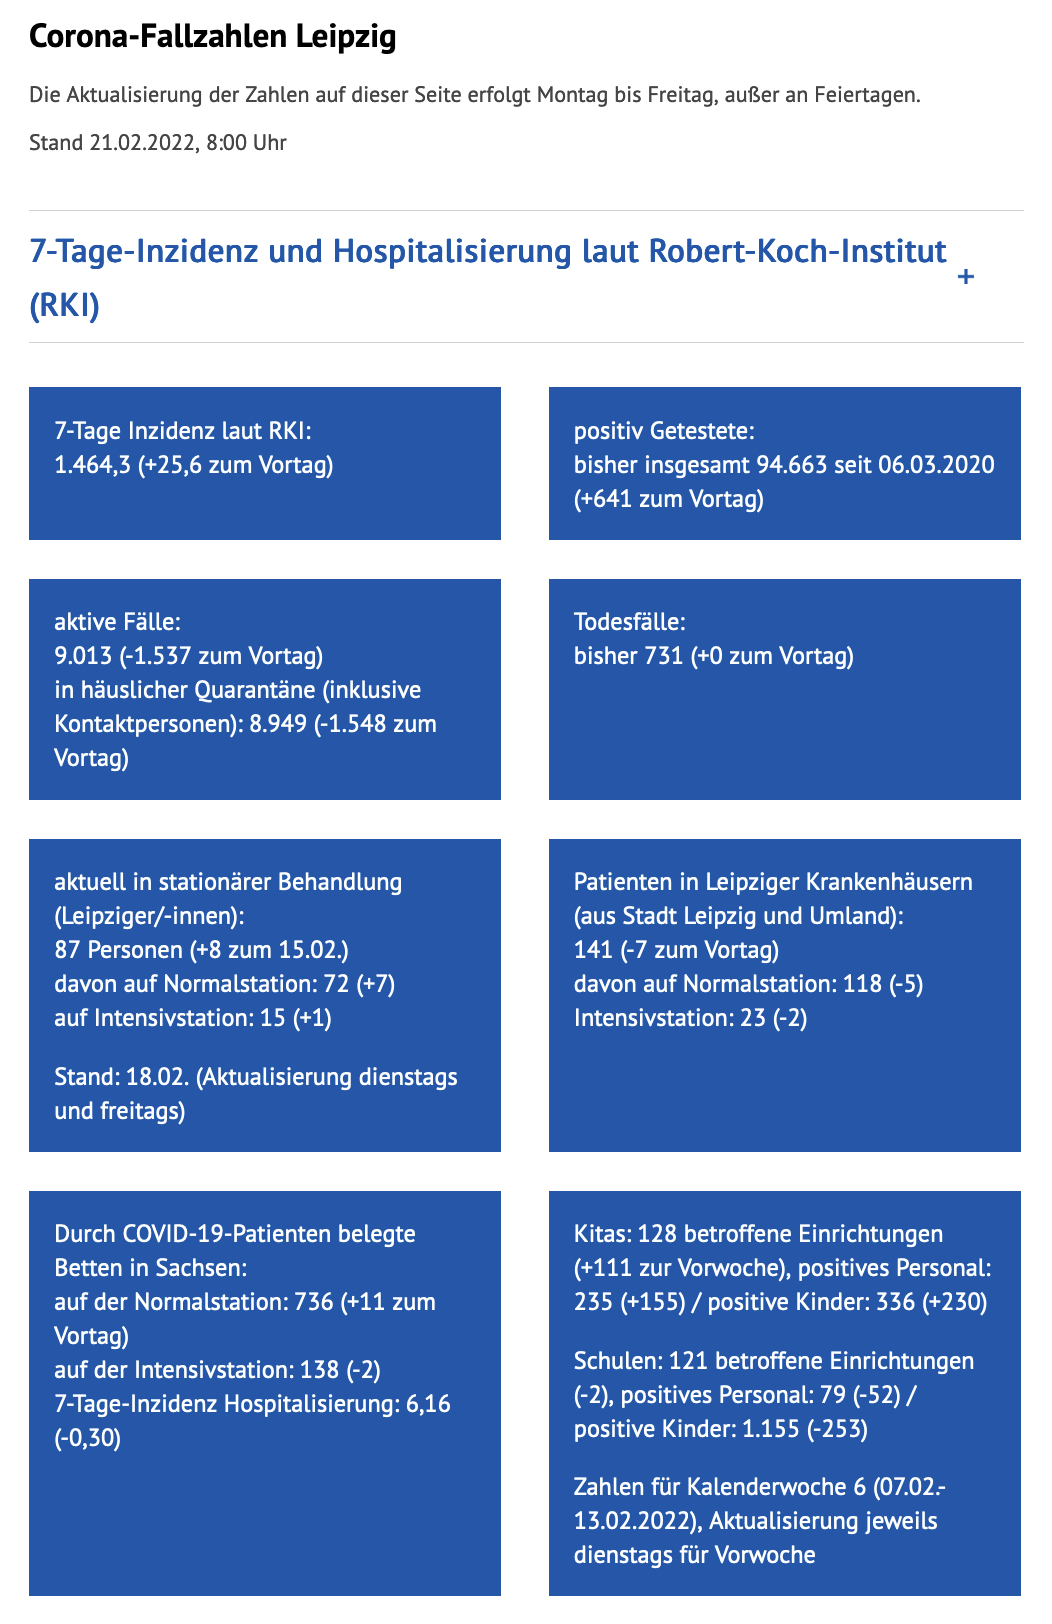 Corona-Fallzahlen Leipzig
Die Aktualisierung der Zahlen auf dieser Seite erfolgt Montag bis Freitag, außer an Feiertagen.
Stand 21.02.2022, 8:00 Uhr
7-Tage-Inzidenz und Hospitalisierung laut Robert-Koch-Institut
(RKI)
+
7-Tage Inzidenz laut RKI:
1.464,3 (+25,6 zum Vortag)
positiv Getestete:
bisher insgesamt 94.663 seit 06.03.2020
(+641 zum Vortag)
aktive Fälle:
9.013 (-1.537 zum Vortag)
in häuslicher Quarantäne (inklusive
Kontaktpersonen): 8.949 (-1.548 zum
Vortag)
Todesfälle:
bisher 731 (+0 zum Vortag)
aktuell in stationärer Behandlung
(Leipziger/-innen):
87 Personen (+8 zum 15.02.)
davon auf Normalstation: 72 (+7)
auf Intensivstation: 15 (+1)
Stand: 18.02. (Aktualisierung dienstags
und freitags)
Patienten in Leipziger Krankenhäusern
(aus Stadt Leipzig und Umland):
141 (-7 zum Vortag)
davon auf Normalstation: 118 (-5)
Intensivstation: 23 (-2)
Durch COVID-19-Patienten belegte
Betten in Sachsen:
auf der Normalstation: 736 (+11 zum
Vortag)
auf der Intensivstation: 138 (-2)
7-Tage-Inzidenz Hospitalisierung: 6,16
(-0,30)
Kitas: 128 betroffene Einrichtungen
(+111 zur Vorwoche), positives Personal:
235 (+155) / positive Kinder: 336 (+230)
Schulen: 121 betroffene Einrichtungen
(-2), positives Personal: 79 (-52) /
positive Kinder: 1.155 (-253)
Zahlen für Kalenderwoche 6 (07.02.-
13.02.2022), Aktualisierung jeweils
dienstags für Vorwoche